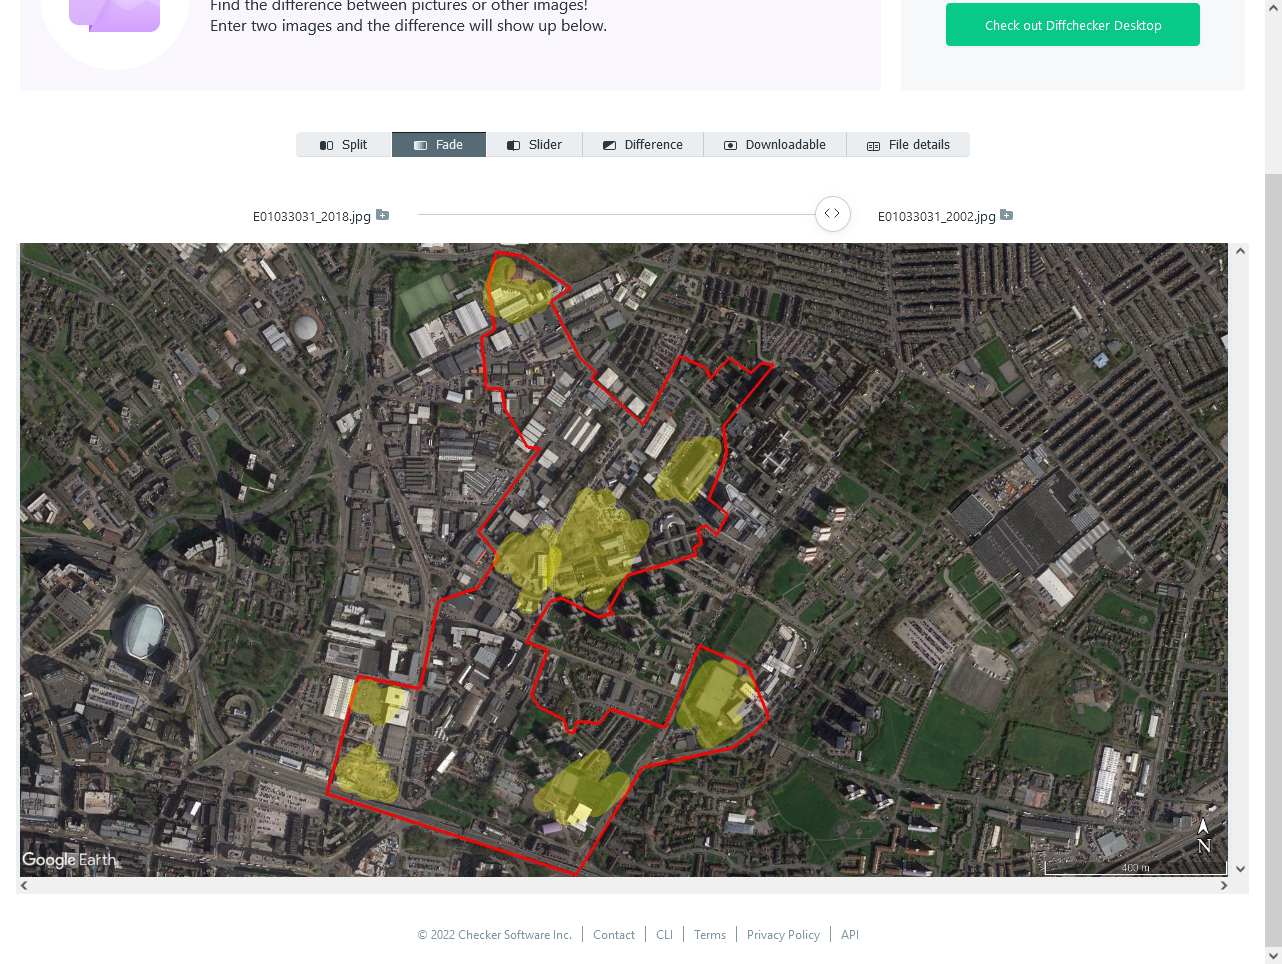 Find the difference between pictures or other images!
Enter two images and the difference will show up below.
Check out Diffchecker Desktop
Split
Fade
Slider
Difference
Downloadable
File details
E01033031_2018.jpg
E01033031_2002.jpg
Google Earth
N
400 m
© 2022 Checker Software Inc.
Contact
CLI
Terms
Privacy Policy
API